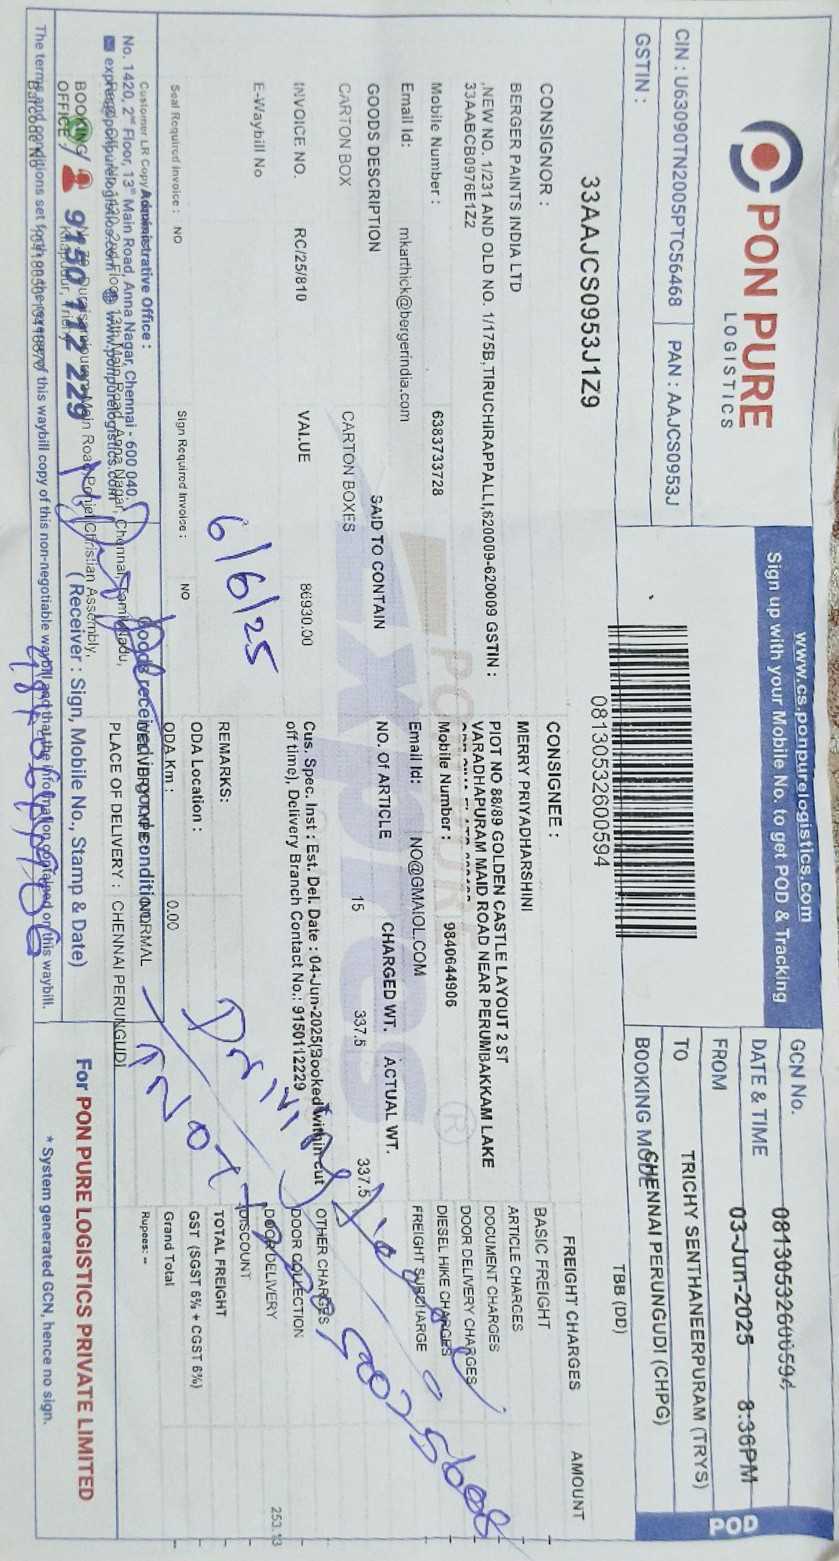 PON PURE
LOGISTICS
www.cs.ponpurelogistics.com
Sign up with your Mobile No. to get POD & Tracking
CIN : U63090TN2005PTC56468 PAN : AAJCS0953J
GSTIN :
33AAJCS0953J1Z9
08130532600594
GCN No. 08130532600594
DATE & TIME 03-Jun-2025 8:36PM
FROM TRICHY SENTHANEERPURAM (TRYS)
TO CHENNAI PERUNGUDI (CHPG)
BOOKING MODE TBB (DD)
POD
CONSIGNOR :
BERGER PAINTS INDIA LTD
,NEW NO. 1/231 AND OLD NO. 1/175B,TIRUCHIRAPPALLI,620009-620009 GSTIN :
33AABCB0976E1Z2
Mobile Number : 6383733728
Email Id: mkarthick@bergerindia.com
CONSIGNEE :
MERRY PRIYADHARSHINI
PLOT NO 88/89 GOLDEN CASTLE LAYOUT 2 ST
VARADHAPURAM MAID ROAD NEAR PERUMBAKKAM LAKE
Mobile Number : 9840644906
Email Id: NO@GMAIOL.COM
GOODS DESCRIPTION SAID TO CONTAIN NO. Of ARTICLE CHARGED WT. ACTUAL WT.
CARTON BOX CARTON BOXES 15 337.5 337.5
INVOICE NO. RC/25/810 VALUE 86930.00
Cus. Spec. Inst : Est. Del. Date : 04-Jun-2025(Booked within cut
off time), Delivery Branch Contact No.: 9150112229
E-Waybill No
6/6/25
REMARKS:
ODA Location :
ODA Km : 0.00
Seal Required Invoice : NO Sign Required Invoice : NO
FREIGHT CHARGES AMOUNT
BASIC FREIGHT
ARTICLE CHARGES
DOCUMENT CHARGES
DOOR DELIVERY CHARGES
DIESEL HIKE CHARGES
FREIGHT SURCHARGE
OTHER CHARGES
DOOR COLLECTION
DOOR DELIVERY 253.13
DISCOUNT
TOTAL FREIGHT
GST (SGST 6% + CGST 6%)
Grand Total
Rupees: -
Customer LR Copy Administrative Office :
No. 1420, 2nd Floor, 13th Main Road, Anna Nagar, Chennai - 600 040.
www.ponpurelogistics.com
BOOKING
OFFICE
9150 112 229
Goods received in good condition
NORMAL
PLACE OF DELIVERY : CHENNAI PERUNGUDI
(Receiver : Sign, Mobile No., Stamp & Date)
The terms and conditions set forth on the reverse of this waybill copy of this non-negotiable waybill and that the information contained on this waybill.
For PON PURE LOGISTICS PRIVATE LIMITED
* System generated GCN, hence no sign.